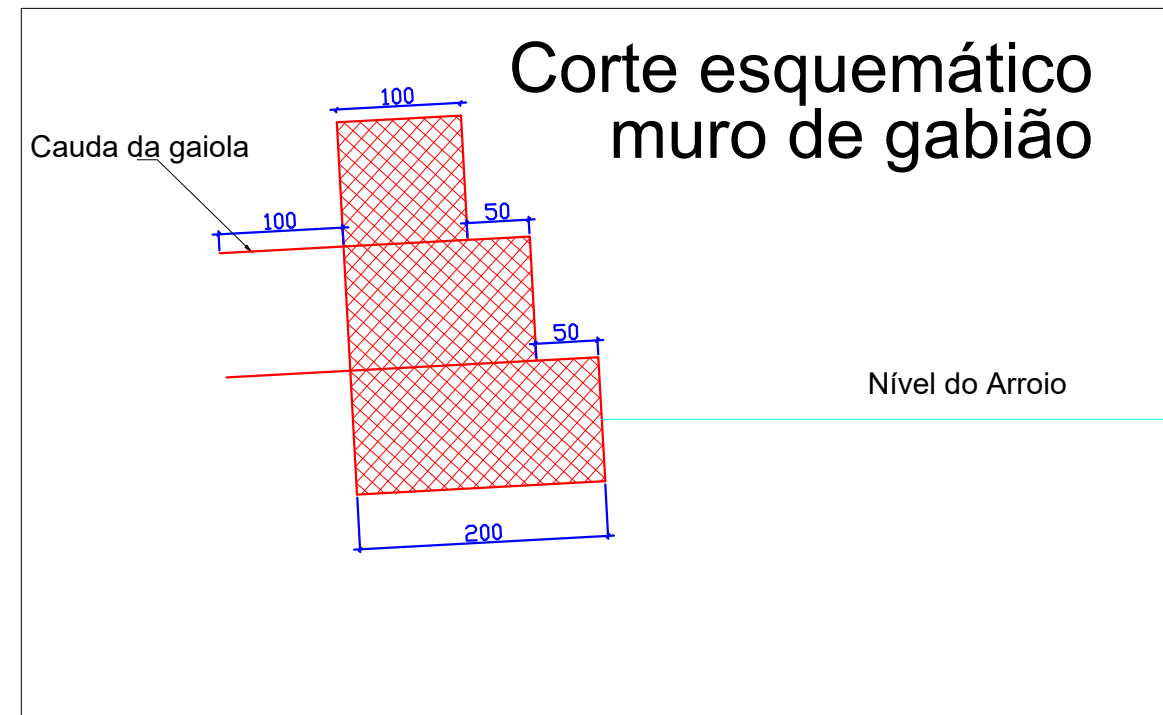 Corte esquemático
muro de gabião
100
Cauda da gaiola
100
50
50
Nível do Arroio
200